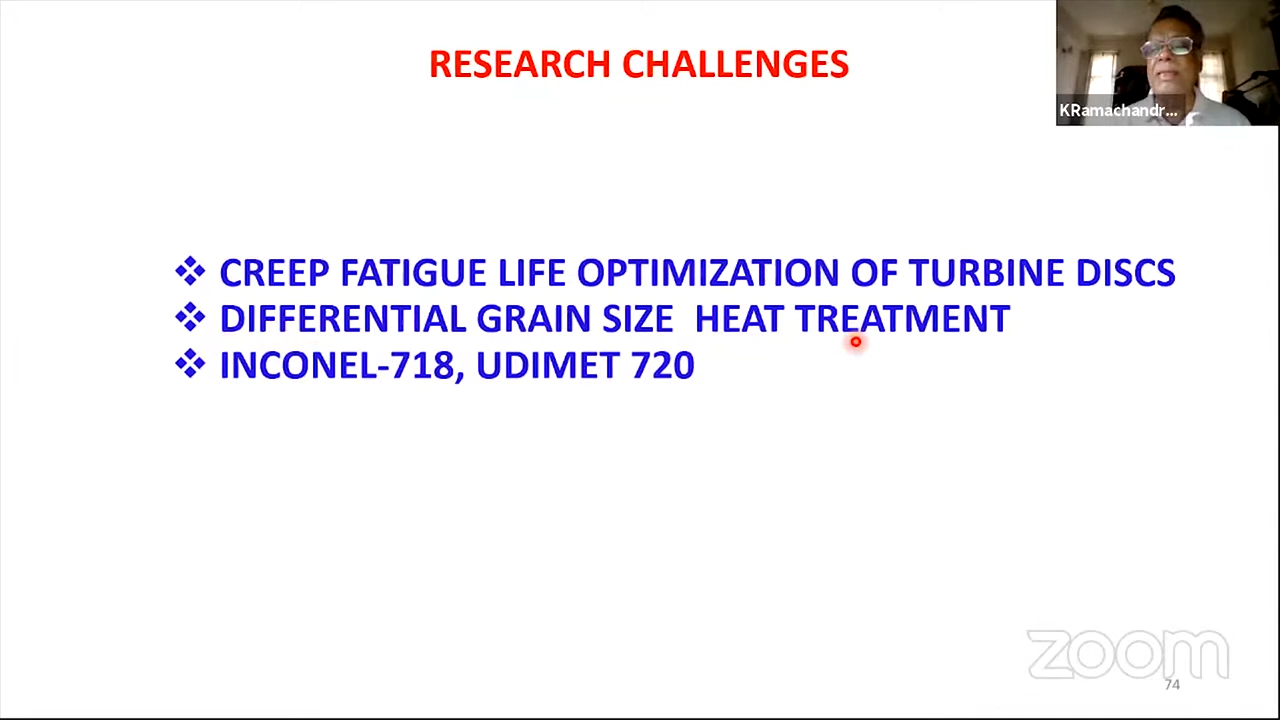 RESEARCH CHALLENGES
KRamachandr...
❖ CREEP FATIGUE LIFE OPTIMIZATION OF TURBINE DISCS
❖ DIFFERENTIAL GRAIN SIZE HEAT TREATMENT
❖ INCONEL-718, UDIMET 720
zoom
74